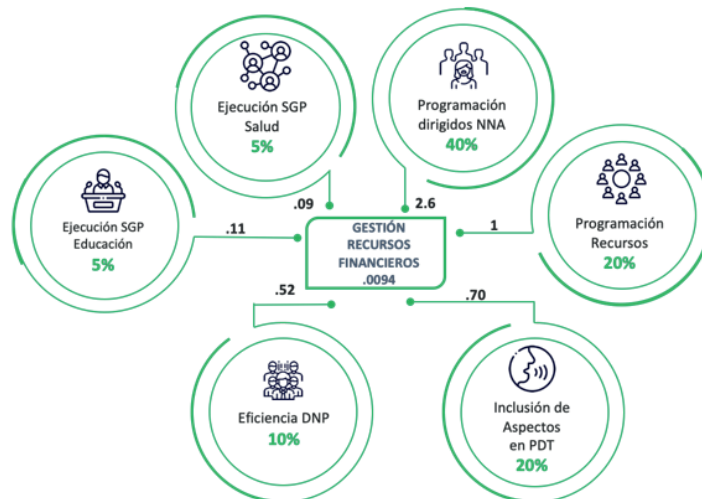 Ejecución SGP
Salud
5%
Programación
dirigidos NNA
40%
Ejecución SGP
Educación
5%
Programación
Recursos
20%
.09
2.6
.11
1
GESTIÓN
RECURSOS
FINANCIEROS
.0094
.52
.70
Eficiencia DNP
10%
Inclusión de
Aspectos
en PDT
20%